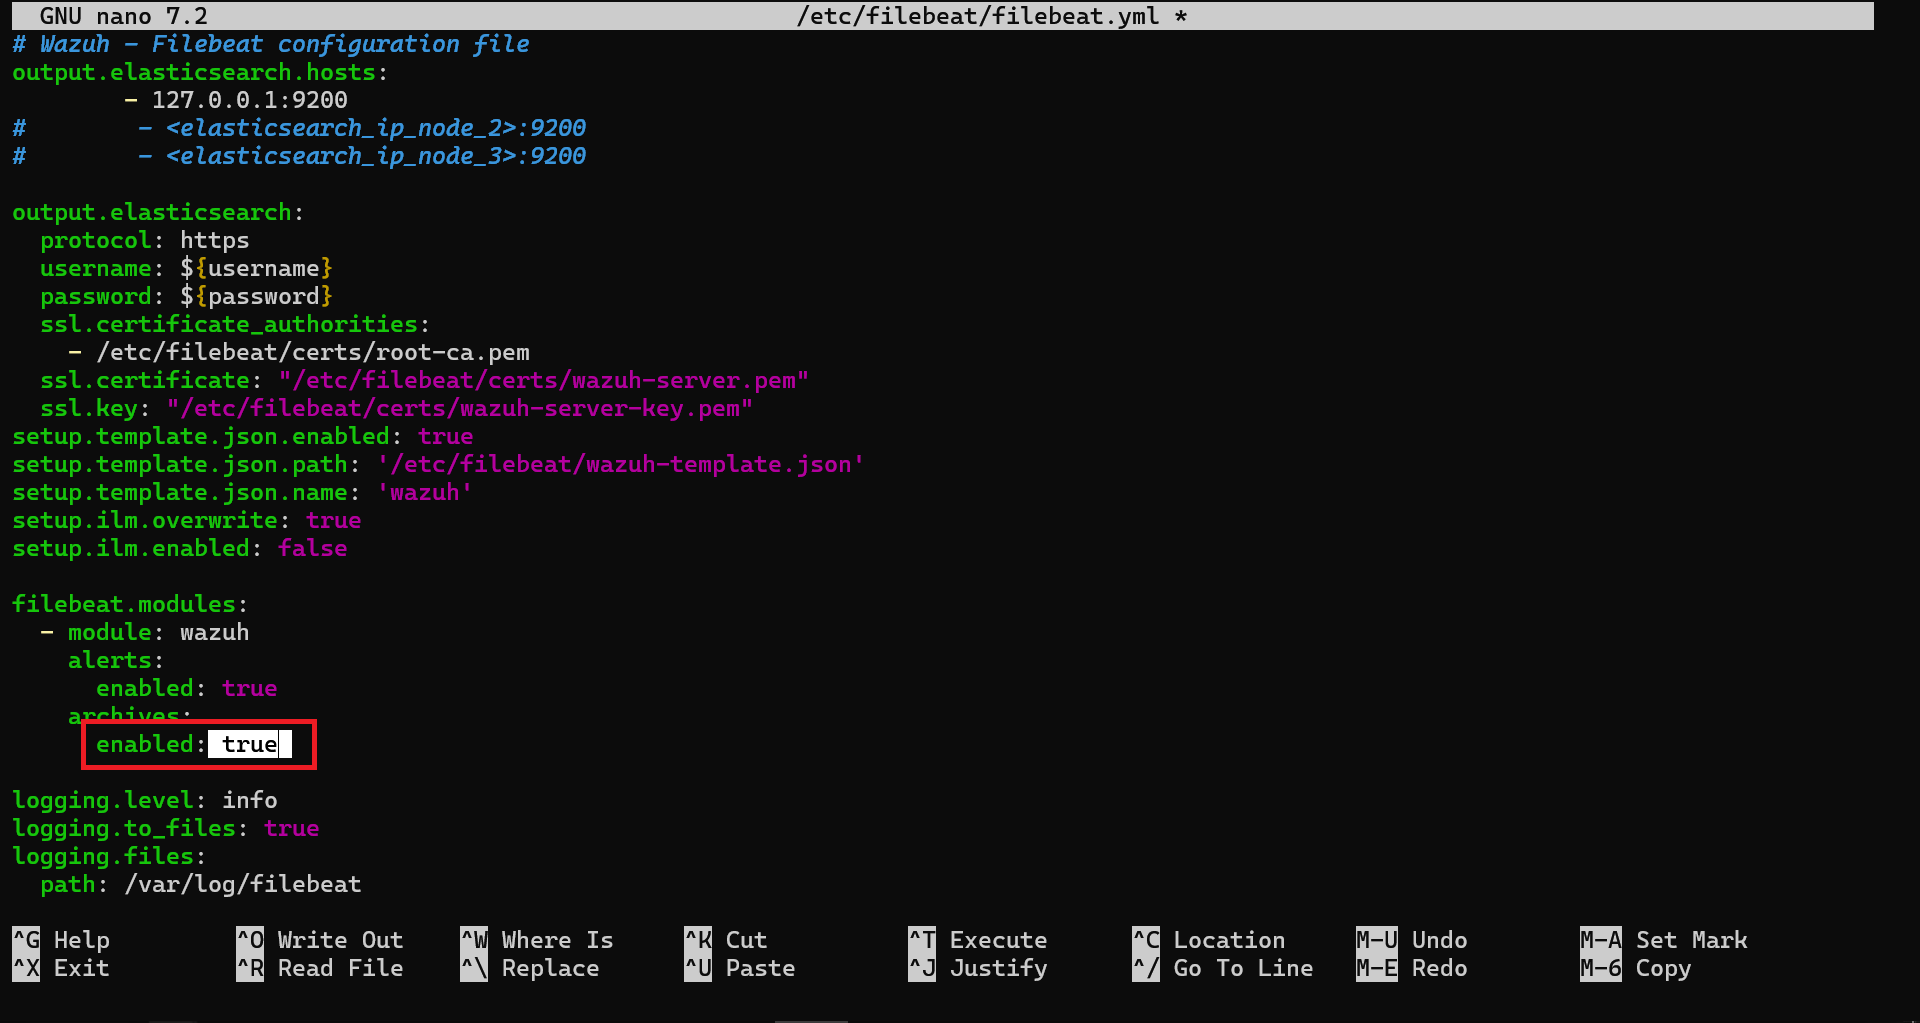 GNU nano 7.2 /etc/filebeat/filebeat.yml *
# Wazuh - Filebeat configuration file
output.elasticsearch.hosts:
        - 127.0.0.1:9200
#        - <elasticsearch_ip_node_2>:9200
#        - <elasticsearch_ip_node_3>:9200

output.elasticsearch:
  protocol: https
  username: ${username}
  password: ${password}
  ssl.certificate_authorities:
    - /etc/filebeat/certs/root-ca.pem
  ssl.certificate: "/etc/filebeat/certs/wazuh-server.pem"
  ssl.key: "/etc/filebeat/certs/wazuh-server-key.pem"
setup.template.json.enabled: true
setup.template.json.path: '/etc/filebeat/wazuh-template.json'
setup.template.json.name: 'wazuh'
setup.ilm.overwrite: true
setup.ilm.enabled: false

filebeat.modules:
  - module: wazuh
    alerts:
      enabled: true
    archives:
      enabled: true

logging.level: info
logging.to_files: true
logging.files:
  path: /var/log/filebeat

^G Help ^O Write Out ^W Where Is ^K Cut ^T Execute ^C Location M-U Undo M-A Set Mark
^X Exit ^R Read File ^\ Replace ^U Paste ^J Justify ^/ Go To Line M-E Redo M-6 Copy